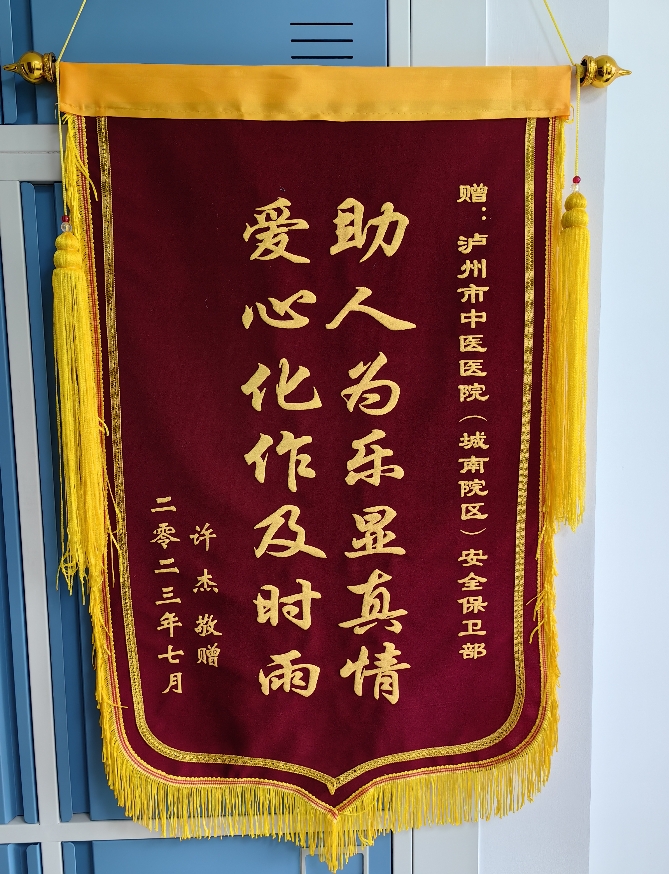 赠：泸州市中医医院（城南院区）安全保卫部
助人为乐显真情
爱心化作及时雨
许杰敬赠
二零二三年七月